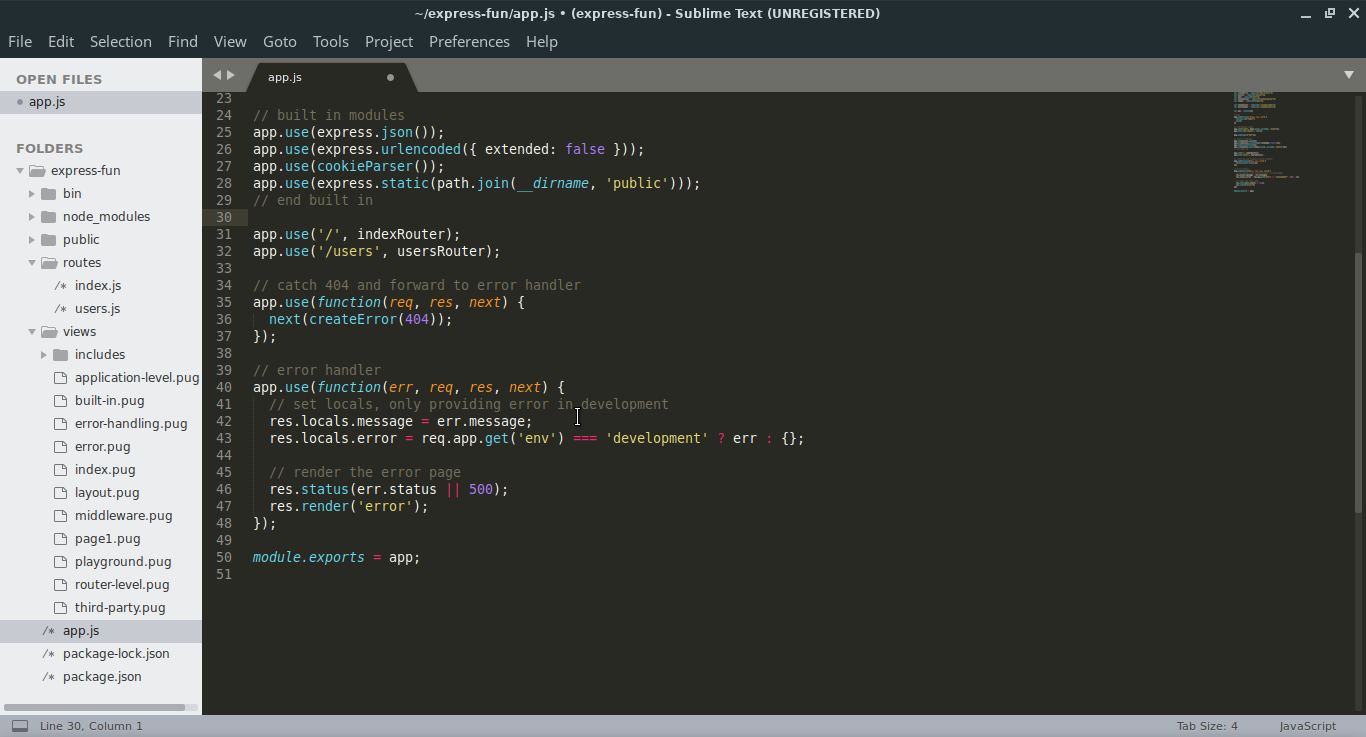 ~/express-fun/app.js • (express-fun) - Sublime Text (UNREGISTERED)
File Edit Selection Find View Goto Tools Project Preferences Help
OPEN FILES
app.js
FOLDERS
express-fun
bin
node_modules
public
routes
/* index.js
/* users.js
views
includes
application-level.pug
built-in.pug
error-handling.pug
error.pug
index.pug
layout.pug
middleware.pug
page1.pug
playground.pug
router-level.pug
third-party.pug
/* app.js
/* package-lock.json
/* package.json
app.js
23
24 // built in modules
25 app.use(express.json());
26 app.use(express.urlencoded({ extended: false }));
27 app.use(cookieParser());
28 app.use(express.static(path.join(__dirname, 'public')));
29 // end built in
30
31 app.use('/', indexRouter);
32 app.use('/users', usersRouter);
33
34 // catch 404 and forward to error handler
35 app.use(function(req, res, next) {
36   next(createError(404));
37 });
38
39 // error handler
40 app.use(function(err, req, res, next) {
41   // set locals, only providing error in development
42   res.locals.message = err.message;
43   res.locals.error = req.app.get('env') === 'development' ? err : {};
44
45   // render the error page
46   res.status(err.status || 500);
47   res.render('error');
48 });
49
50 module.exports = app;
51
Line 30, Column 1
Tab Size: 4
JavaScript